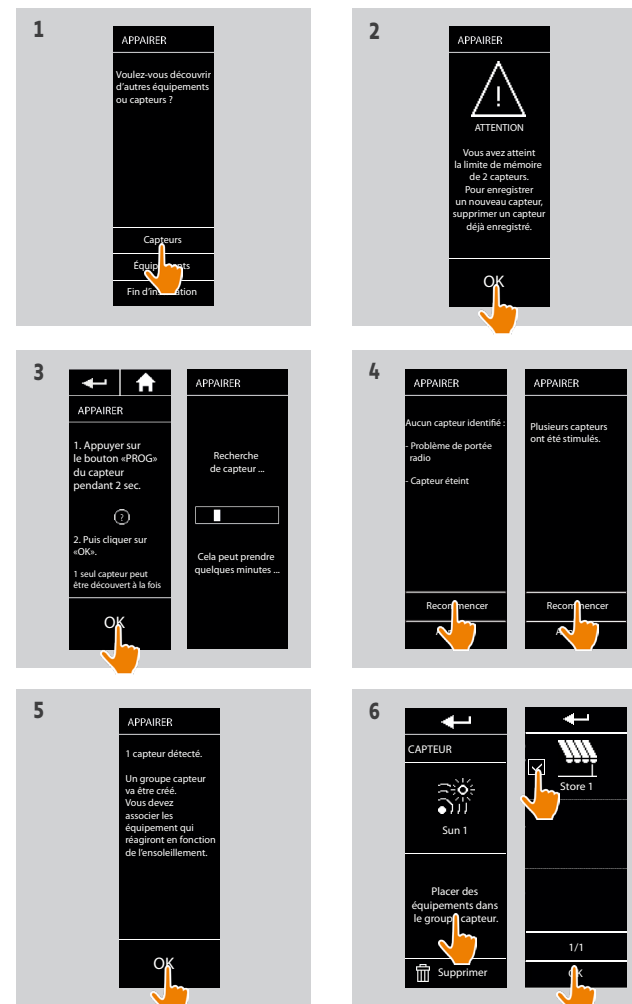 1
APPAIRER
Voulez-vous découvrir
d'autres équipements
ou capteurs ?
Capteurs
Fin d'installation
2
APPAIRER
!
ATTENTION
Vous avez atteint
la limite de mémoire
de 2 capteurs.
Pour enregistrer
un nouveau capteur,
supprimer un capteur
déjà enregistré.
OK
3
APPAIRER
1. Appuyer sur
le bouton «PROG»
du capteur
pendant 2 sec.
?
2. Puis cliquer sur
«OK».
1 seul capteur peut
être découvert à la fois
OK
APPAIRER
Recherche
de capteur ...
Cela peut prendre
quelques minutes ...
4
APPAIRER
Aucun capteur identifié :
- Problème de portée
radio
- Capteur éteint
Recommencer
APPAIRER
Plusieurs capteurs
ont été stimulés.
Recommencer
5
APPAIRER
1 capteur détecté.
Un groupe capteur
va être créé.
Vous devez
associer les
équipement qui
réagiront en fonction
de l'ensoleillement.
OK
6
CAPTEUR
Sun 1
Placer des
équipements dans
le groupe capteur.
Supprimer
Store 1
1/1
OK